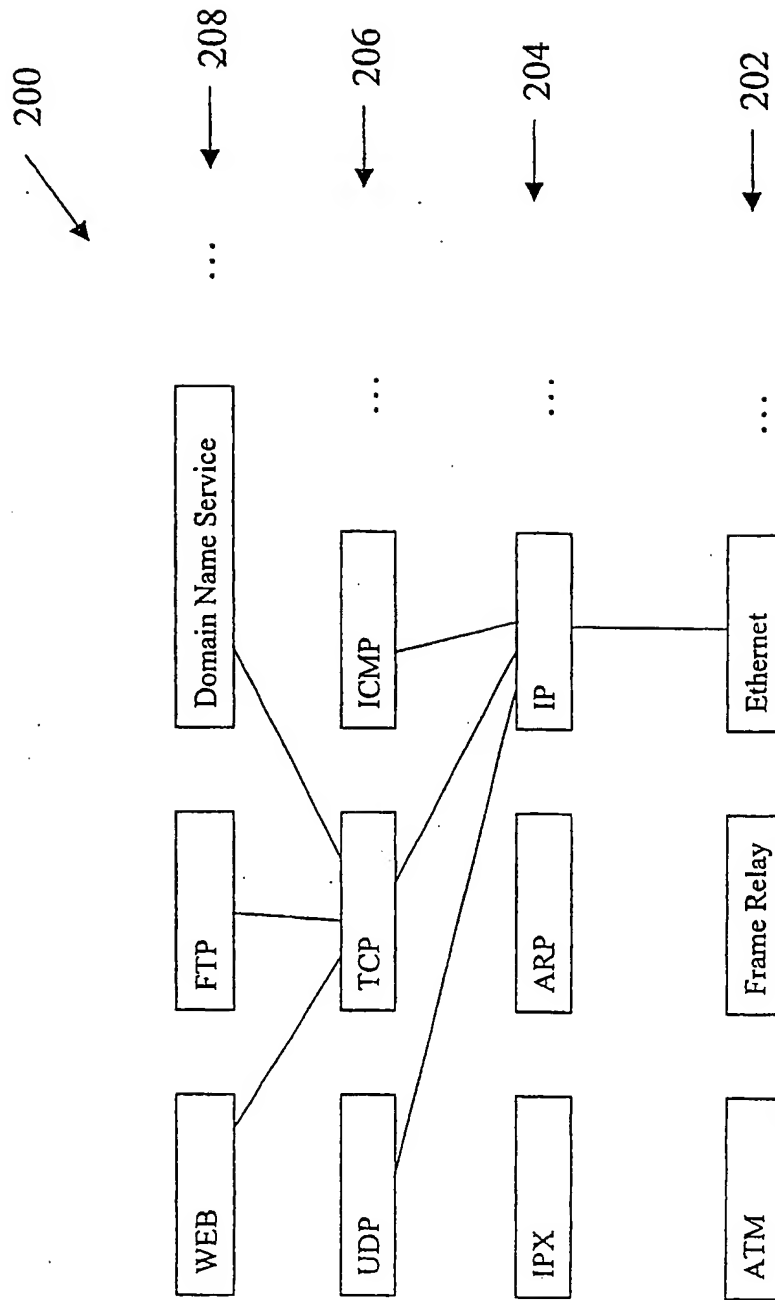 200
WEB FTP Domain Name Service ... 208
UDP TCP ICMP ... 206
IPX ARP IP ... 204
ATM Frame Relay Ethernet ... 202